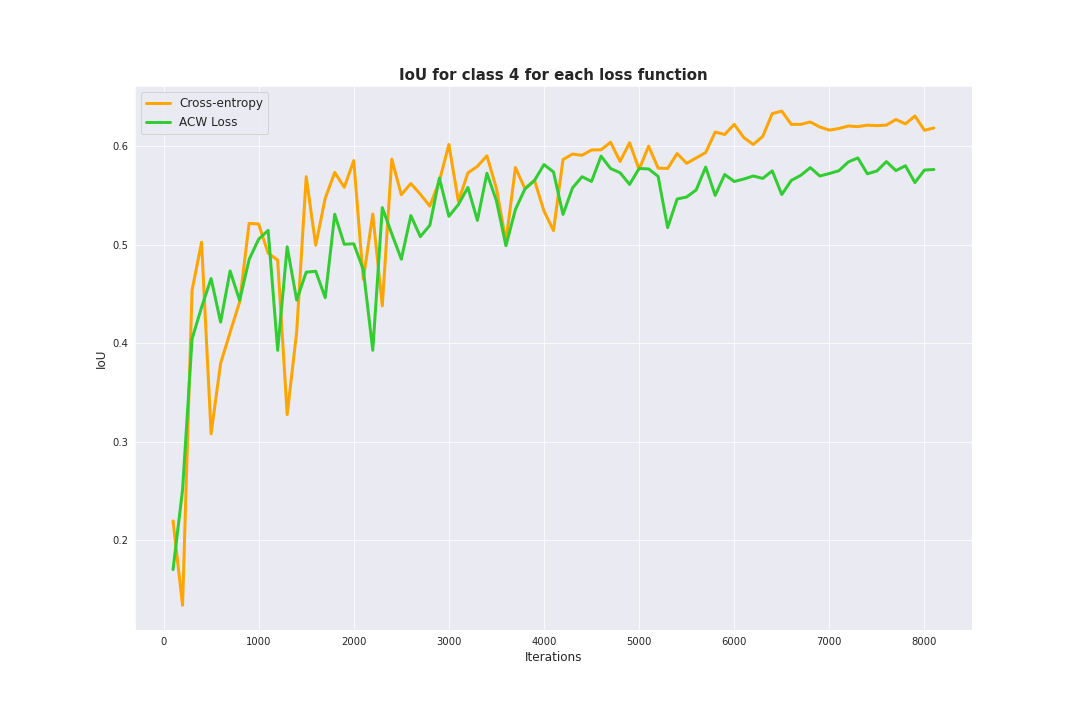 IoU for class 4 for each loss function
Cross-entropy
ACW Loss
0.6
0.5
0.4
0.3
0.2
IoU
0 1000 2000 3000 4000 5000 6000 7000 8000
Iterations